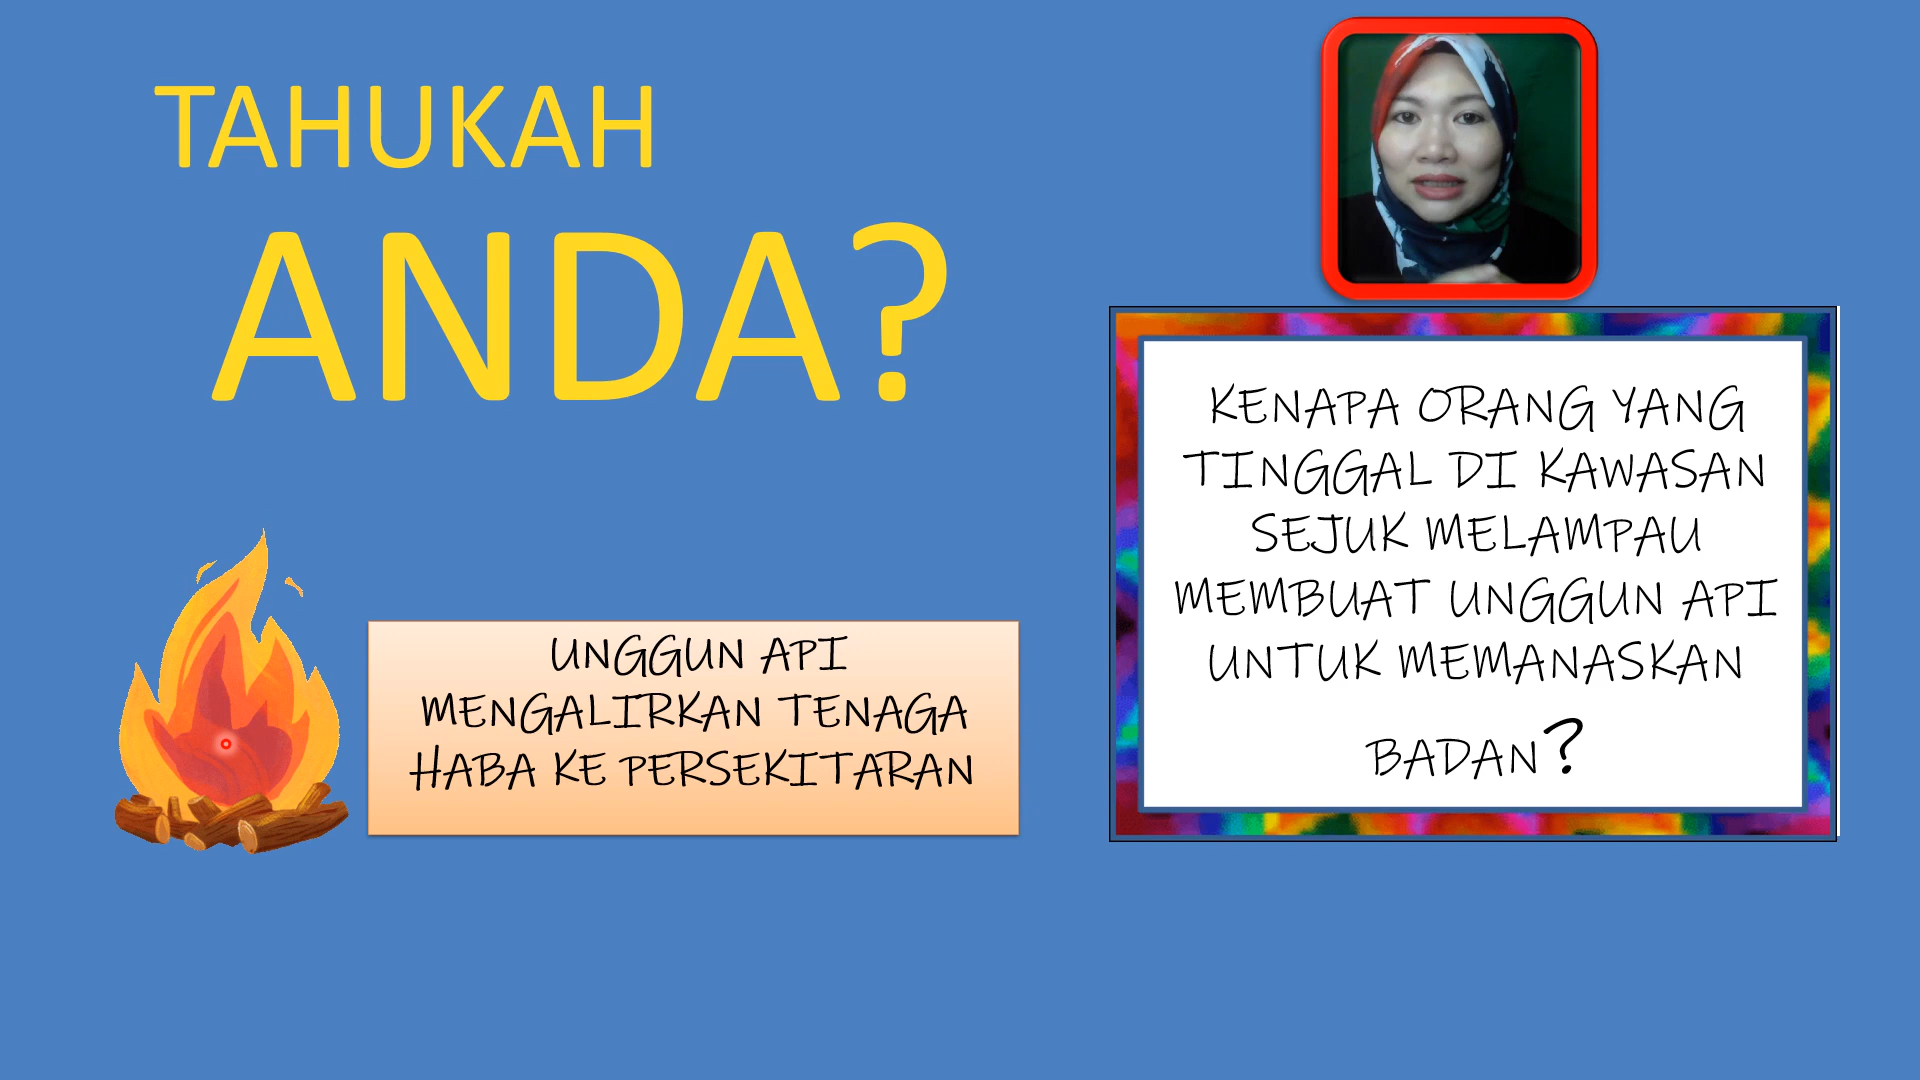 TAHUKAH
ANDA?
KENAPA ORANG YANG
TINGGAL DI KAWASAN
SEJUK MELAMPAU
MEMBUAT UNGGUN API
UNTUK MEMANASKAN
BADAN?
UNGGUN API
MENGALIRKAN TENAGA
HABA KE PERSEKITARAN